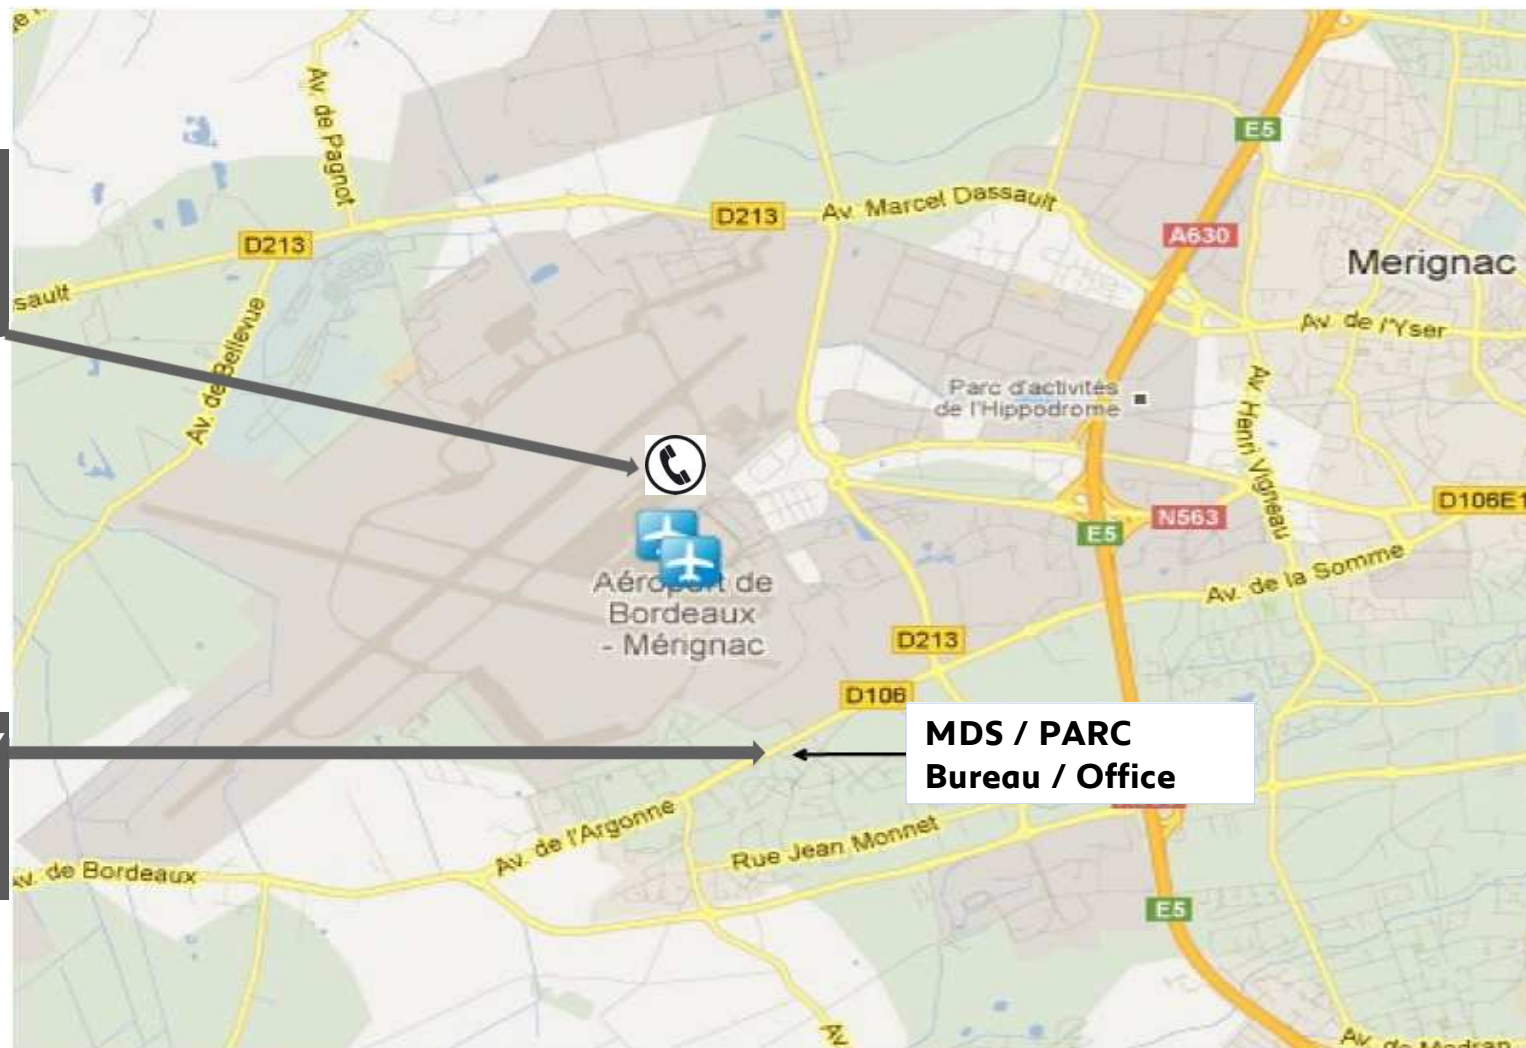 Av. de Pagnot
E5
D213
Av. Marcel Dassault
D213
A630
Merignac
sault
Av. de Bellevue
Av. de l'Yser
Parc d'activités
de l'Hippodrome
Av. Henri Vigneau
D106E1
N563
E5
Av. de la Somme
Aéroport de
Bordeaux
- Mérignac
D213
D106
MDS / PARC
Bureau / Office
Av. de l'Argonne
Rue Jean Monnet
Av. de Bordeaux
E5
Av
Av. de Madran